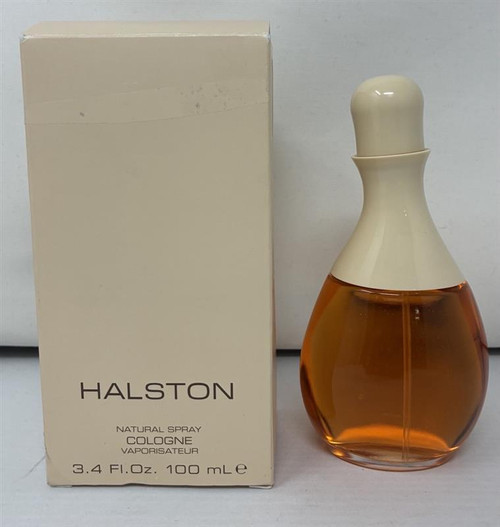 HALSTON
NATURAL SPRAY
COLOGNE
VAPORISATEUR
3.4 Fl.Oz. 100 mL℮